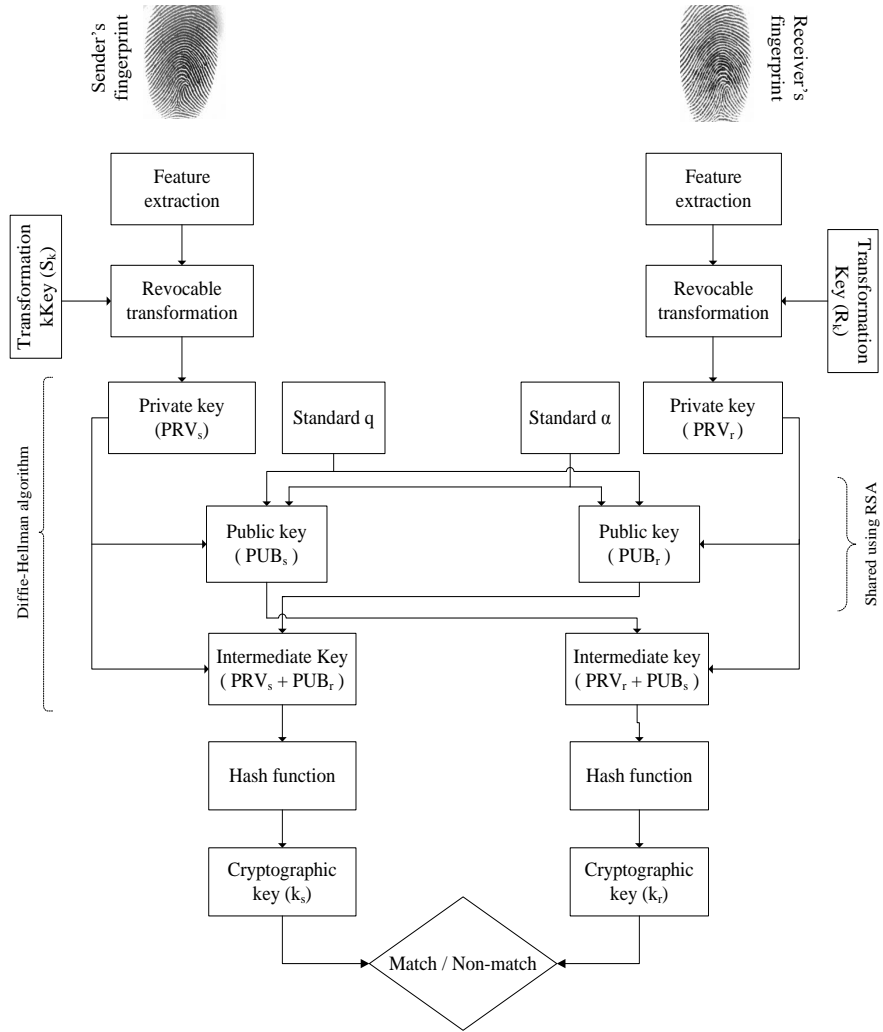 Sender's
fingerprint
Receiver's
fingerprint
Feature
extraction
Feature
extraction
Transformation
kKey (Sₖ)
Revocable
transformation
Revocable
transformation
Transformation
Key (Rₖ)
Private key
(PRVₛ)
Standard q
Standard α
Private key
( PRVᵣ )
Diffie-Hellman algorithm
Public key
( PUBₛ )
Public key
( PUBᵣ )
Shared using RSA
Intermediate Key
( PRVₛ + PUBᵣ )
Intermediate key
( PRVᵣ + PUBₛ )
Hash function
Hash function
Cryptographic
key (kₛ)
Cryptographic
key (kᵣ)
Match / Non-match